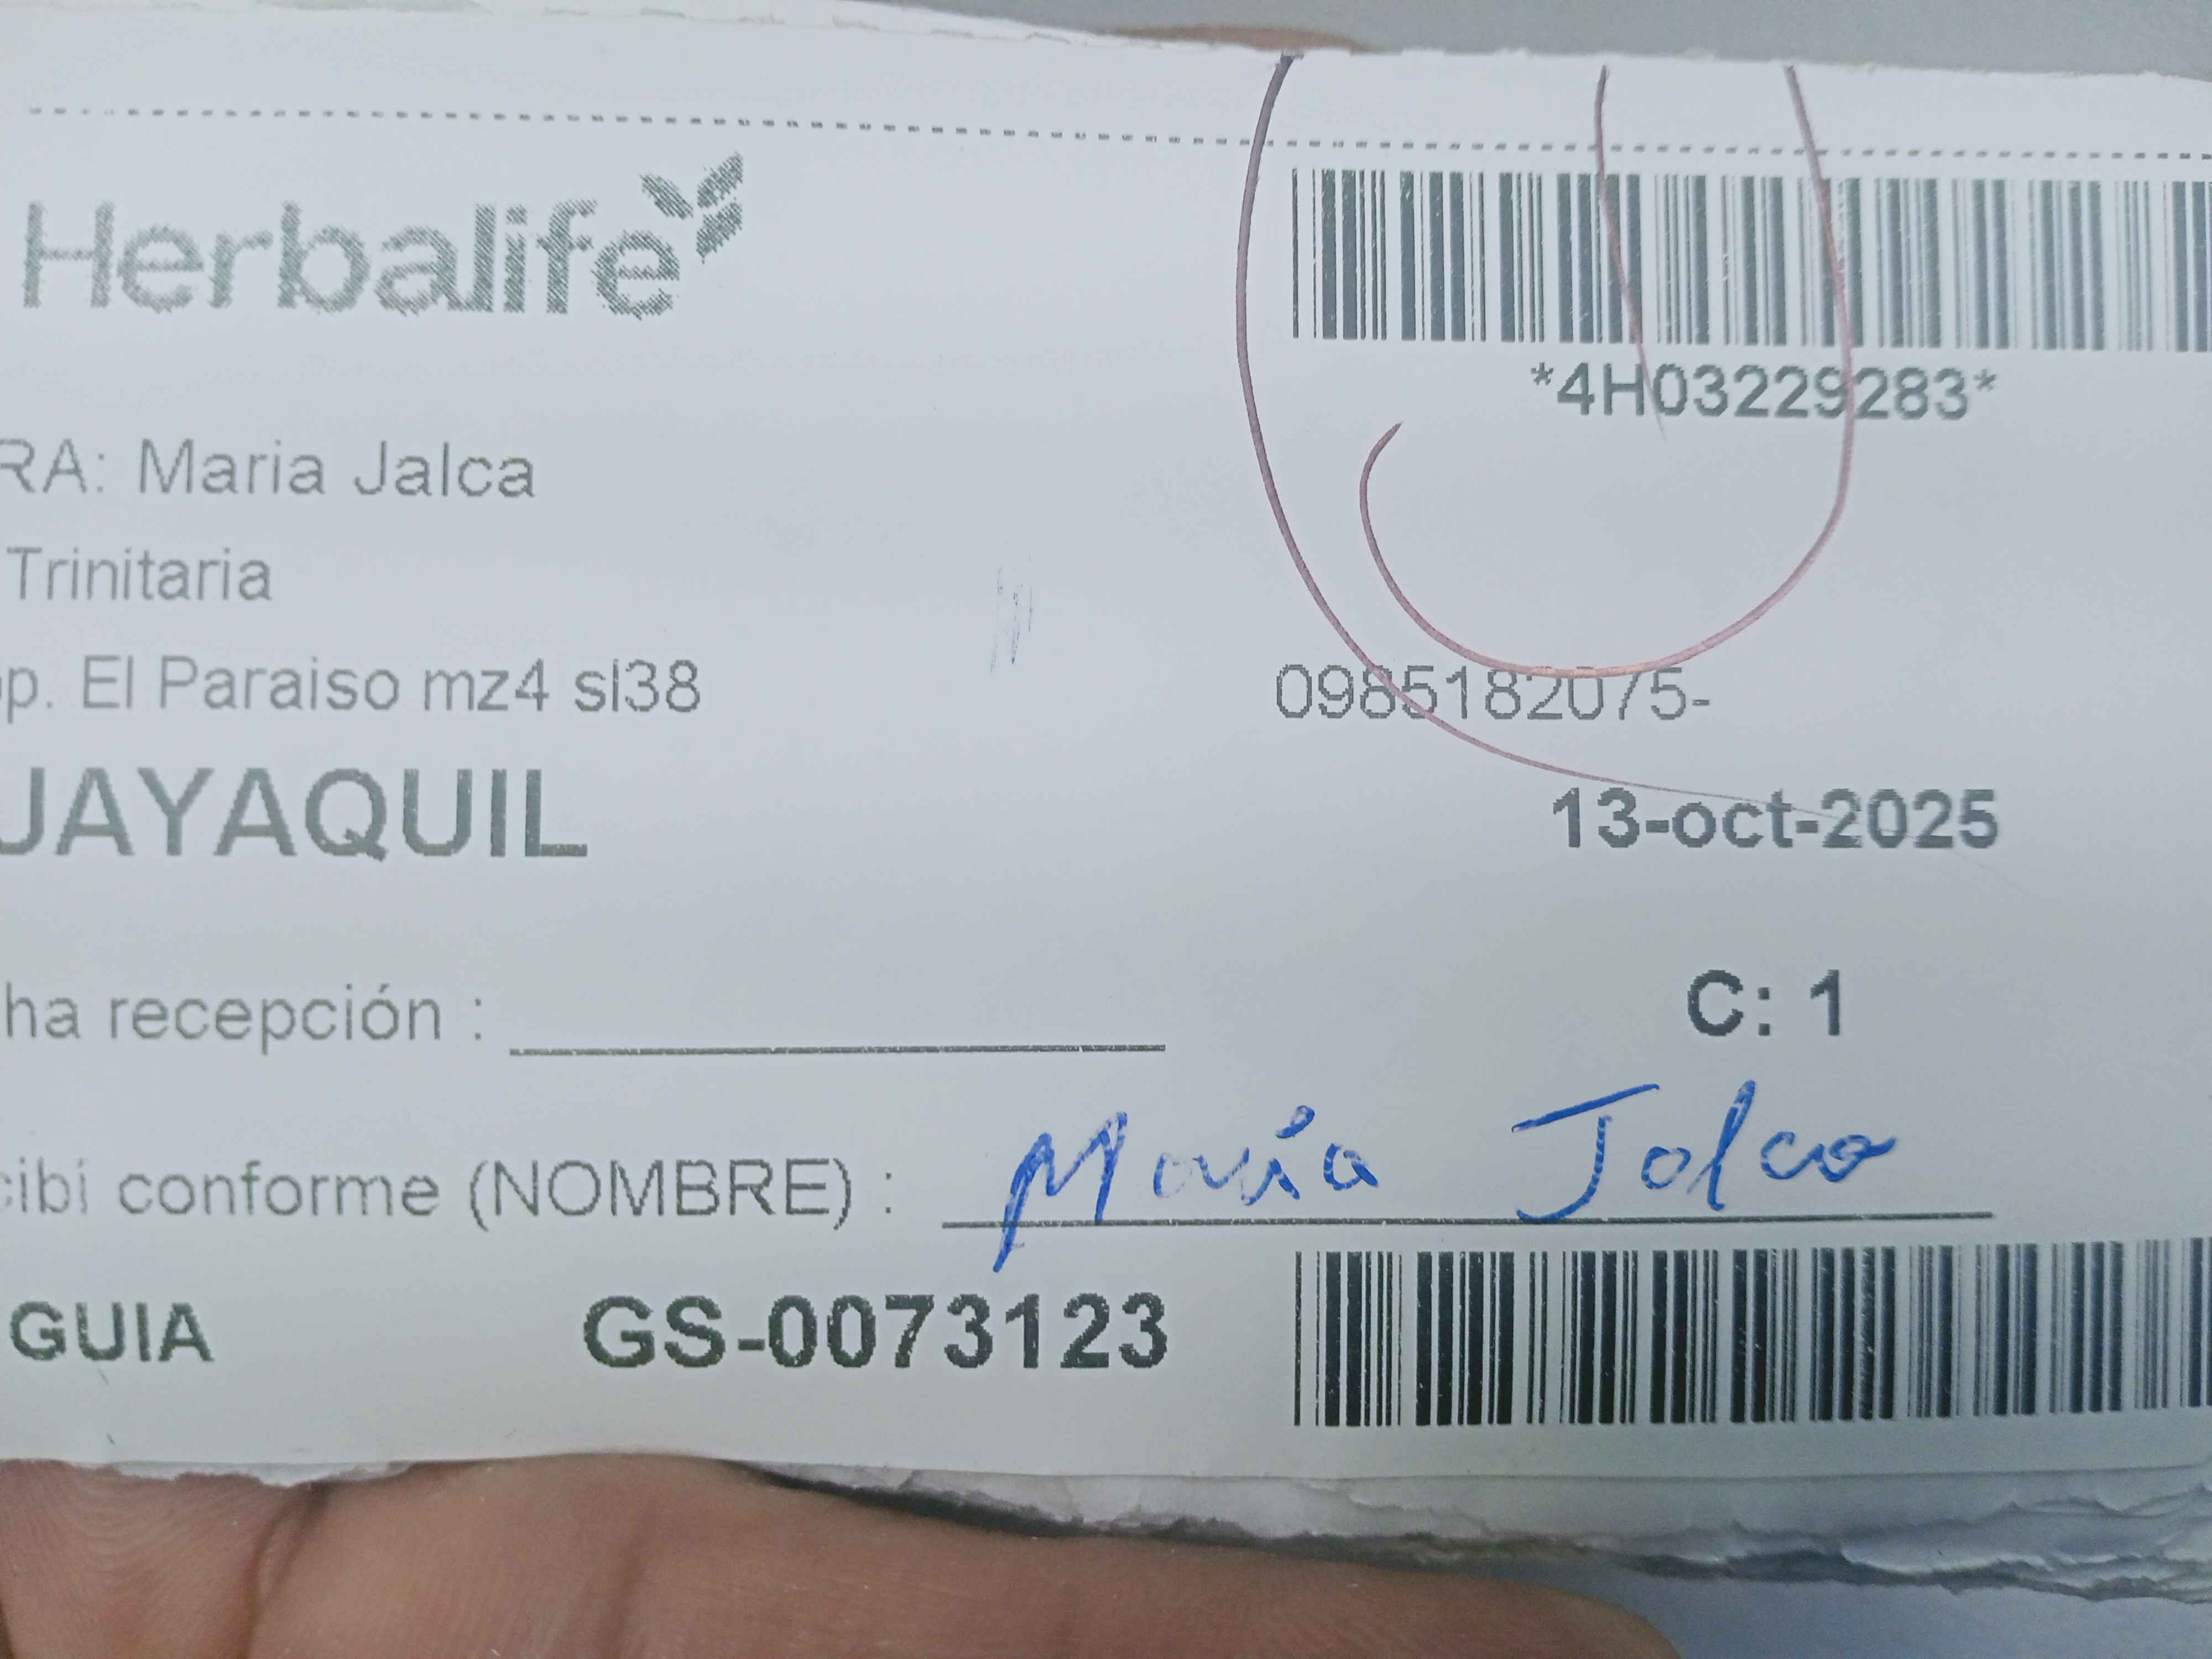 Herbalife
*4H03229283*
RA: Maria Jalca
Trinitaria
op. El Paraiso mz4 sl38 0985182075-
JAYAQUIL 13-oct-2025
ha recepción : C: 1
cibi conforme (NOMBRE) : Maria Jalca
GUIA GS-0073123